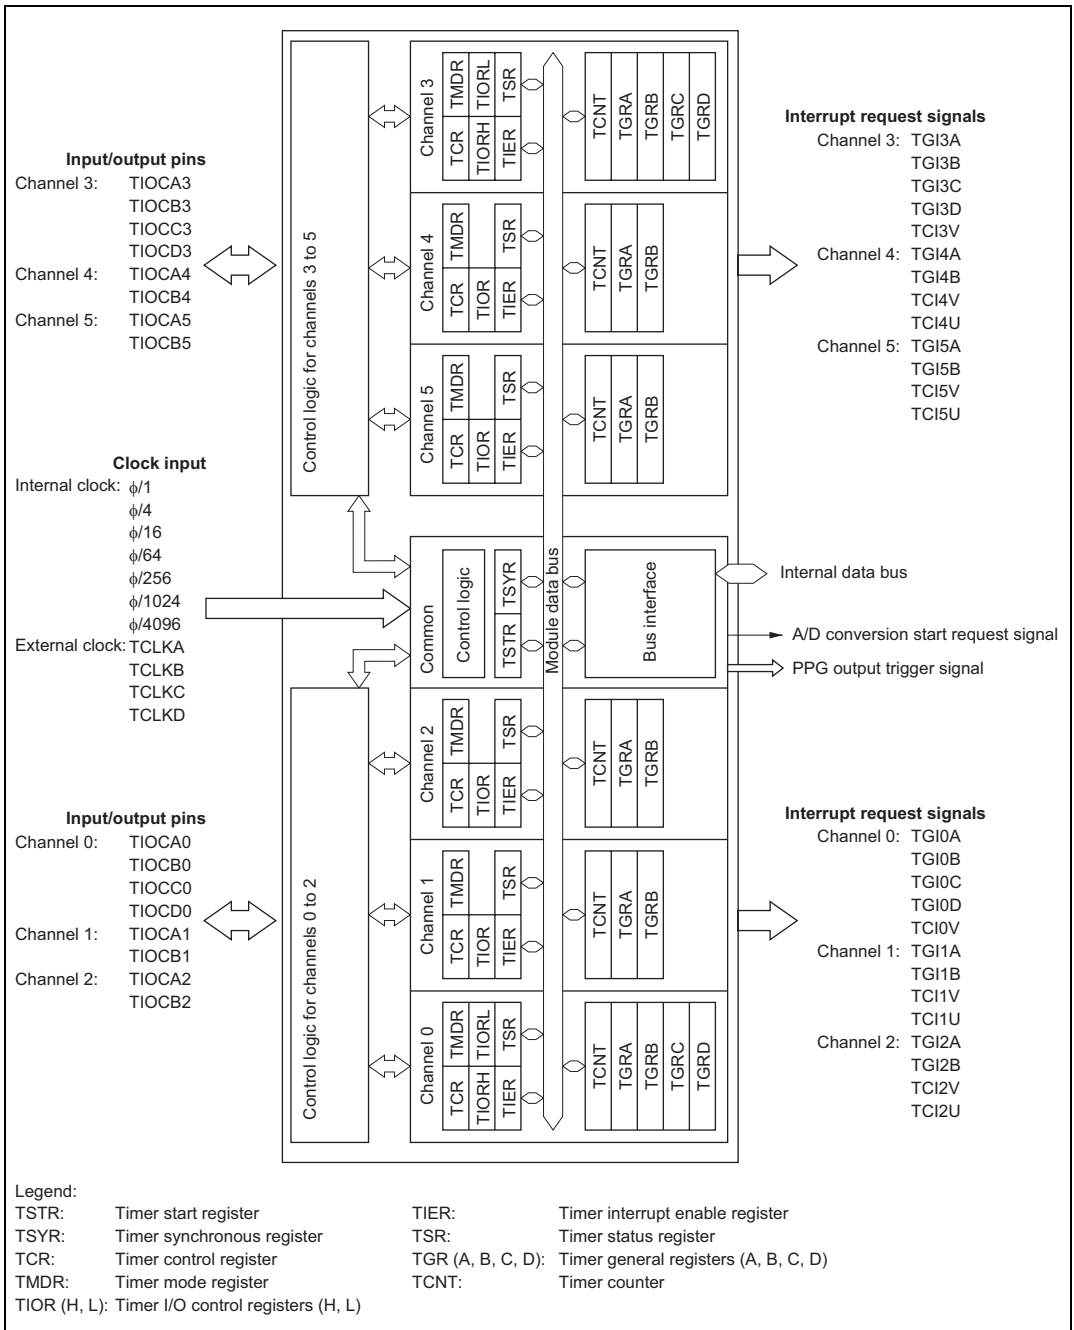 Input/output pins
Channel 3: TIOCA3
TIOCB3
TIOCC3
TIOCD3
Channel 4: TIOCA4
TIOCB4
Channel 5: TIOCA5
TIOCB5
Clock input
Internal clock: ϕ/1
ϕ/4
ϕ/16
ϕ/64
ϕ/256
ϕ/1024
ϕ/4096
External clock: TCLKA
TCLKB
TCLKC
TCLKD
Input/output pins
Channel 0: TIOCA0
TIOCB0
TIOCC0
TIOCD0
Channel 1: TIOCA1
TIOCB1
Channel 2: TIOCA2
TIOCB2
Control logic for channels 3 to 5
Control logic for channels 0 to 2
Channel 3
TCR TMDR
TIORH TIORL
TIER TSR
TCNT
TGRA
TGRB
TGRC
TGRD
Channel 4
TCR TMDR
TIOR
TIER TSR
TCNT
TGRA
TGRB
Channel 5
TCR TMDR
TIOR
TIER TSR
TCNT
TGRA
TGRB
Common
Control logic
TSTR TSYR
Module data bus
Bus interface
Channel 2
TCR TMDR
TIOR
TIER TSR
TCNT
TGRA
TGRB
Channel 1
TCR TMDR
TIOR
TIER TSR
TCNT
TGRA
TGRB
Channel 0
TCR TMDR
TIORH TIORL
TIER TSR
TCNT
TGRA
TGRB
TGRC
TGRD
Interrupt request signals
Channel 3: TGI3A
TGI3B
TGI3C
TGI3D
TCI3V
Channel 4: TGI4A
TGI4B
TCI4V
TCI4U
Channel 5: TGI5A
TGI5B
TCI5V
TCI5U
Internal data bus
A/D conversion start request signal
PPG output trigger signal
Interrupt request signals
Channel 0: TGI0A
TGI0B
TGI0C
TGI0D
TCI0V
Channel 1: TGI1A
TGI1B
TCI1V
TCI1U
Channel 2: TGI2A
TGI2B
TCI2V
TCI2U
Legend:
TSTR: Timer start register
TSYR: Timer synchronous register
TCR: Timer control register
TMDR: Timer mode register
TIOR (H, L): Timer I/O control registers (H, L)
TIER: Timer interrupt enable register
TSR: Timer status register
TGR (A, B, C, D): Timer general registers (A, B, C, D)
TCNT: Timer counter